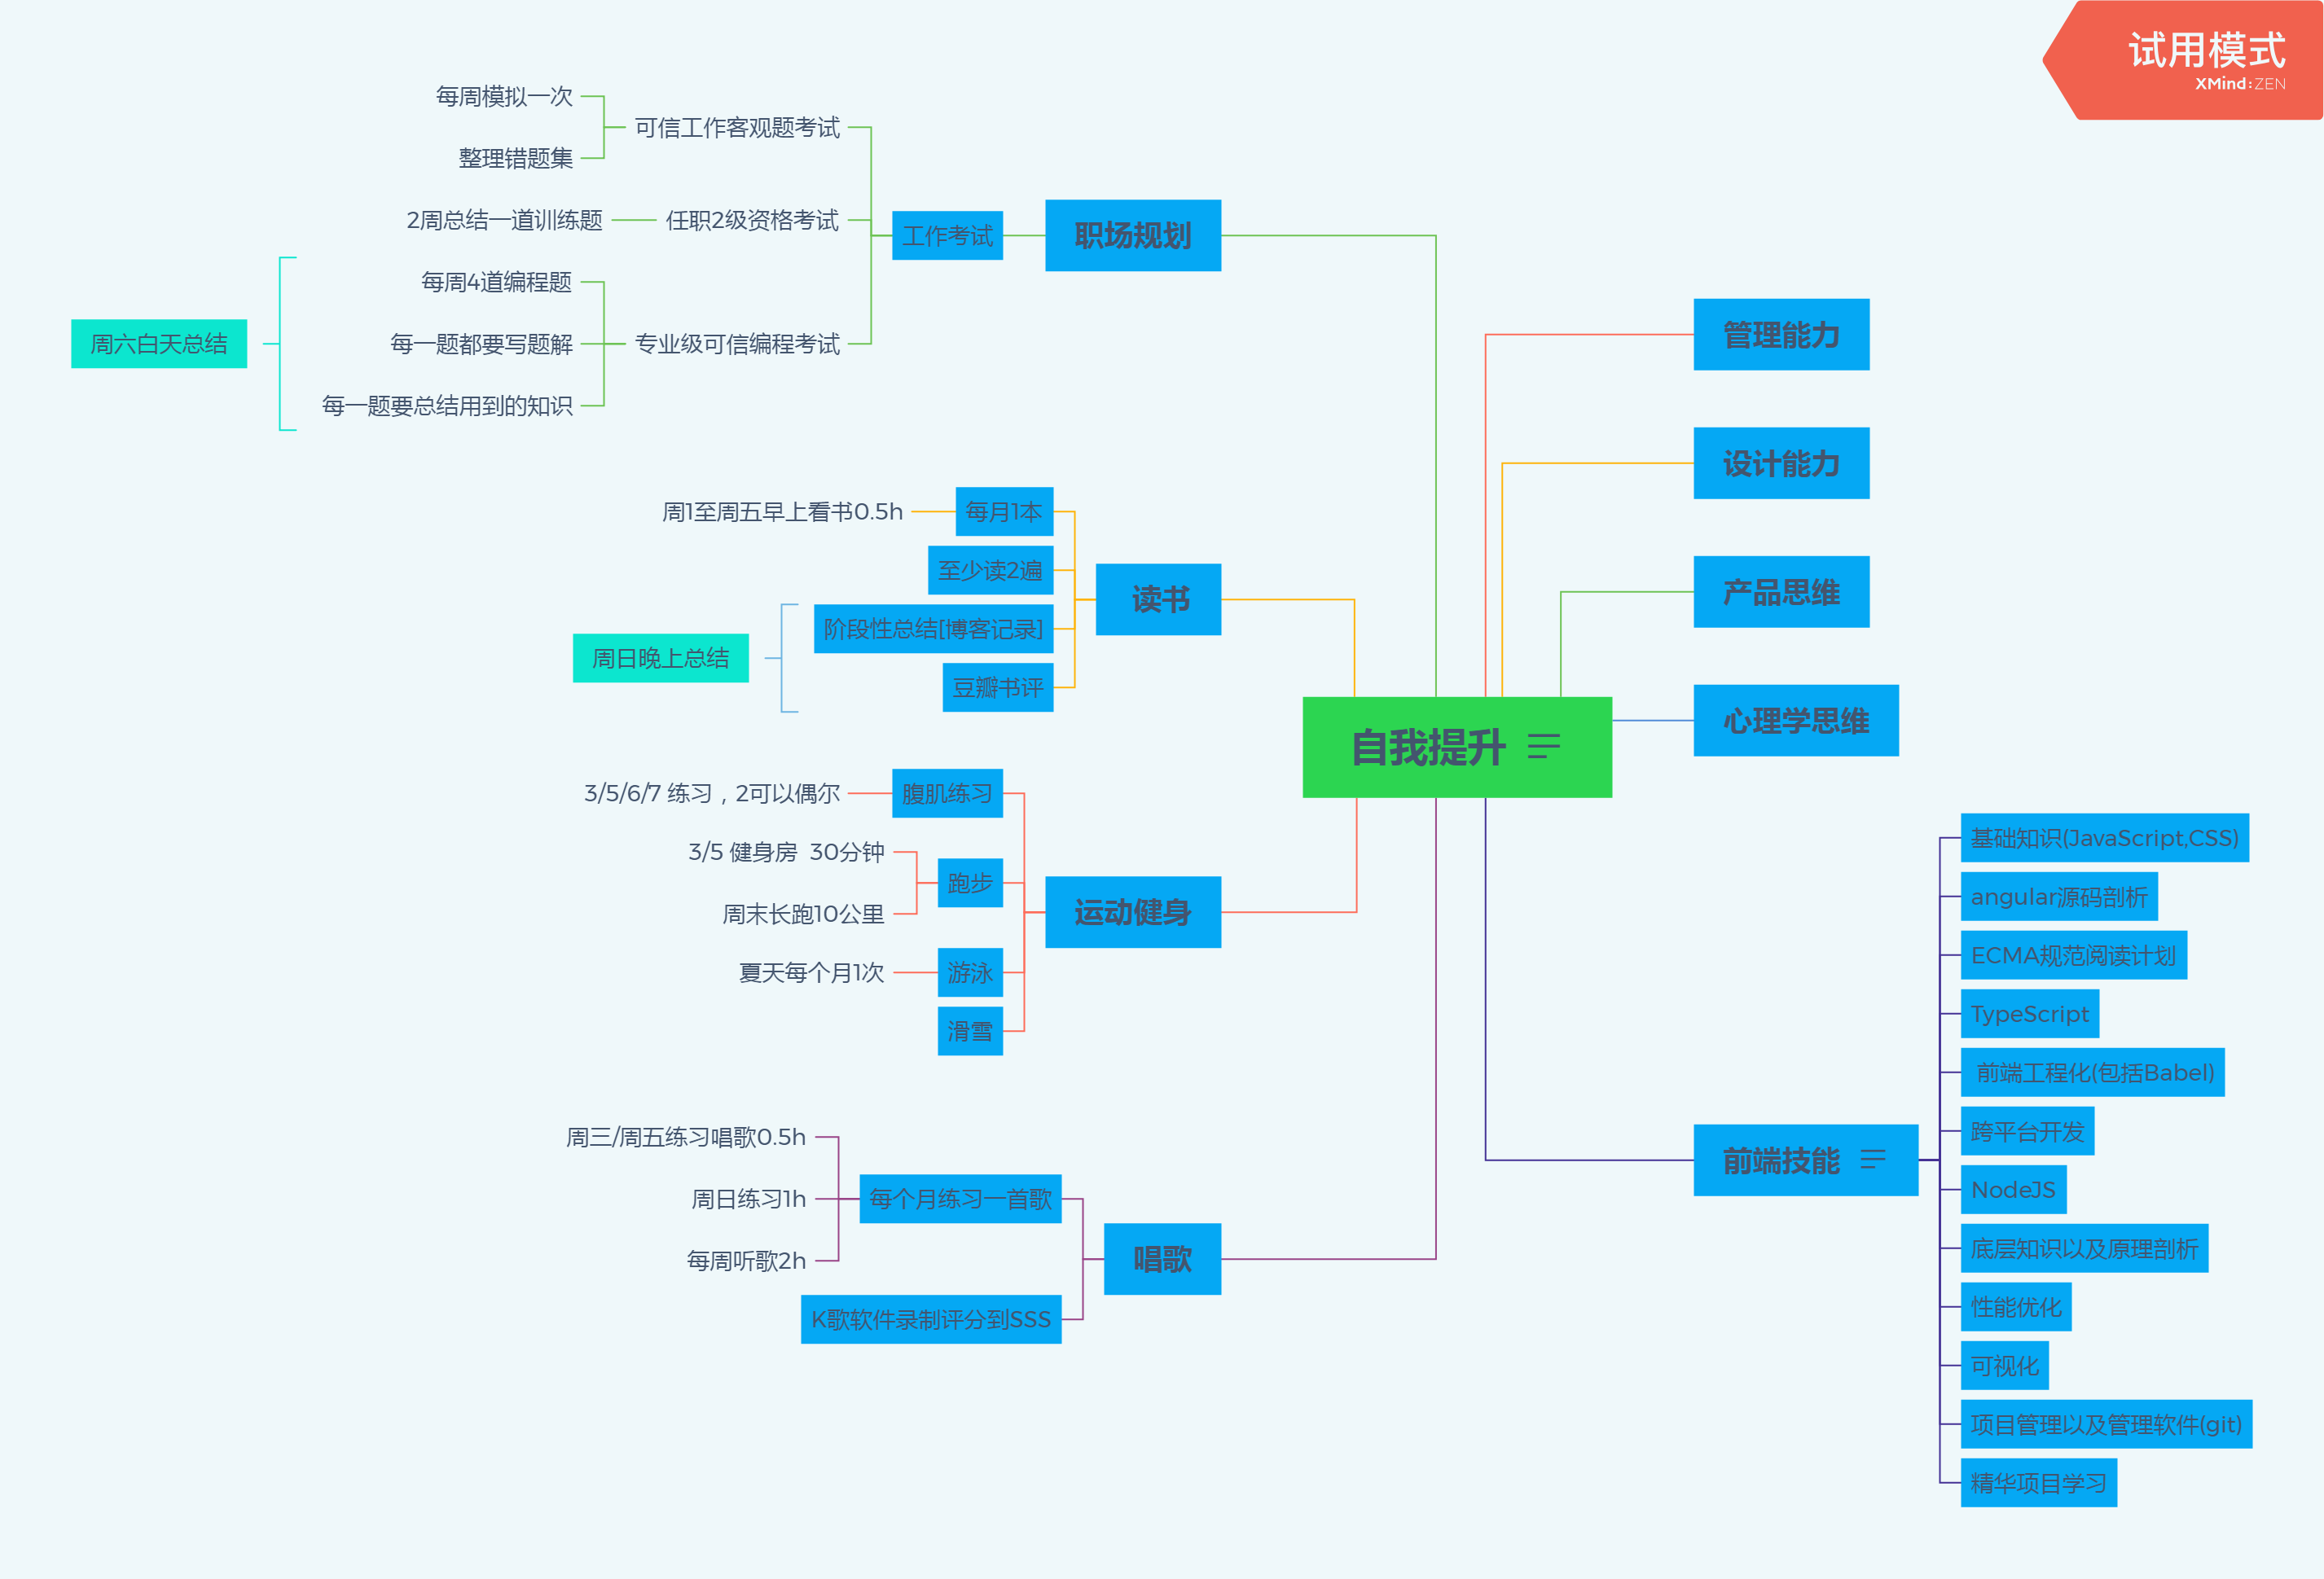 试用模式
XMind:ZEN
自我提升
管理能力
设计能力
产品思维
心理学思维
前端技能
基础知识(JavaScript,CSS)
angular源码剖析
ECMA规范阅读计划
TypeScript
前端工程化(包括Babel)
跨平台开发
NodeJS
底层知识以及原理剖析
性能优化
可视化
项目管理以及管理软件(git)
精华项目学习
职场规划
工作考试
可信工作客观题考试
每周模拟一次
整理错题集
任职2级资格考试
2周总结一道训练题
专业级可信编程考试
每周4道编程题
每一题都要写题解
每一题要总结用到的知识
周六白天总结
读书
每月1本
周1至周五早上看书0.5h
至少读2遍
阶段性总结[博客记录]
豆瓣书评
周日晚上总结
运动健身
腹肌练习
3/5/6/7 练习，2可以偶尔
跑步
3/5 健身房 30分钟
周末长跑10公里
游泳
夏天每个月1次
滑雪
唱歌
每个月练习一首歌
周三/周五练习唱歌0.5h
周日练习1h
每周听歌2h
K歌软件录制评分到SSS